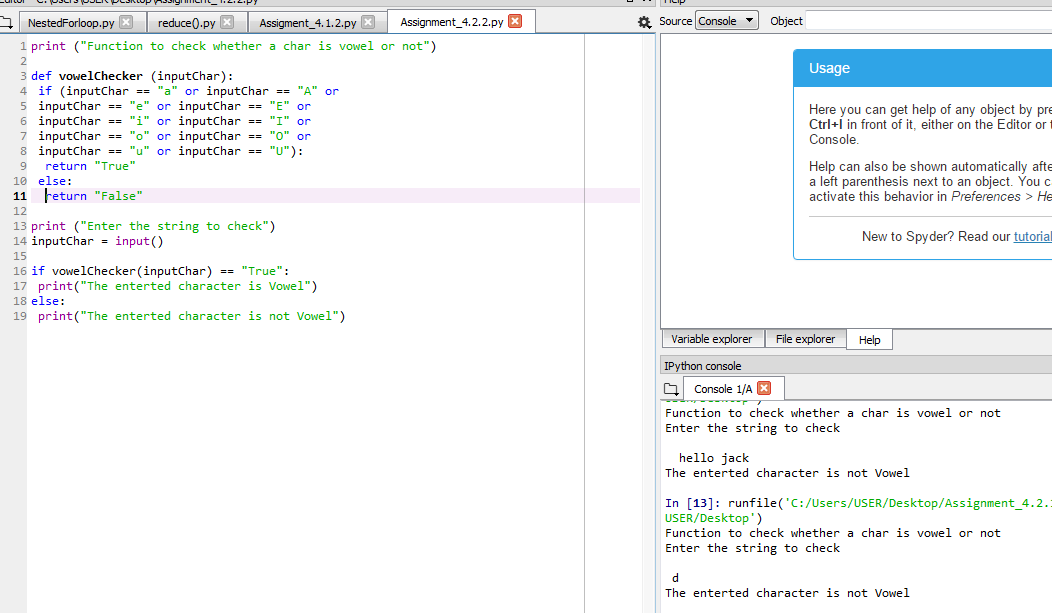 Help
NestedForloop.py
reduce().py
Assigment_4.1.2.py
Assignment_4.2.2.py
Source Console Object
1 print ("Function to check whether a char is vowel or not")
2
3 def vowelChecker (inputChar):
4 if (inputChar == "a" or inputChar == "A" or
5 inputChar == "e" or inputChar == "E" or
6 inputChar == "i" or inputChar == "I" or
7 inputChar == "o" or inputChar == "O" or
8 inputChar == "u" or inputChar == "U"):
9 return "True"
10 else:
11 return "False"
12
13 print ("Enter the string to check")
14 inputChar = input()
15
16 if vowelChecker(inputChar) == "True":
17 print("The enterted character is Vowel")
18 else:
19 print("The enterted character is not Vowel")
Usage
Here you can get help of any object by pre
Ctrl+I in front of it, either on the Editor or t
Console.
Help can also be shown automatically afte
a left parenthesis next to an object. You c
activate this behavior in Preferences > He
New to Spyder? Read our tutorial
Variable explorer
File explorer
Help
IPython console
Console 1/A
Function to check whether a char is vowel or not
Enter the string to check
hello jack
The enterted character is not Vowel
In [13]: runfile('C:/Users/USER/Desktop/Assignment_4.2.
USER/Desktop')
Function to check whether a char is vowel or not
Enter the string to check
d
The enterted character is not Vowel